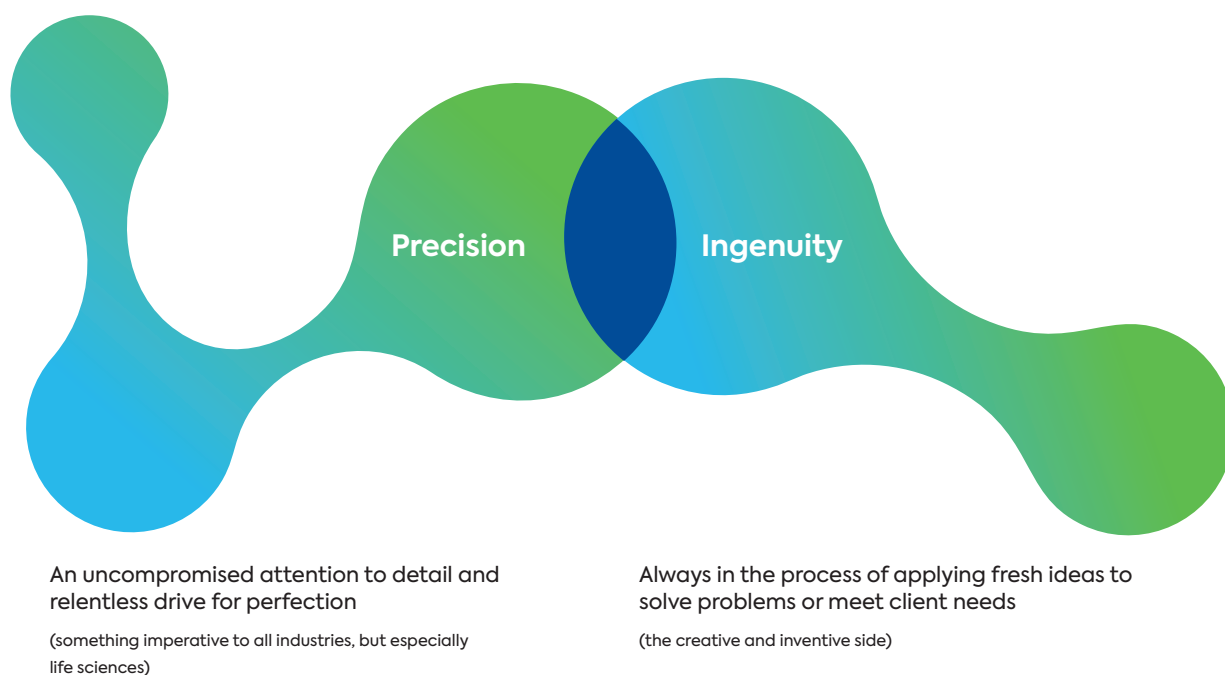 Precision
Ingenuity
An uncompromised attention to detail and
relentless drive for perfection
(something imperative to all industries, but especially
life sciences)
Always in the process of applying fresh ideas to
solve problems or meet client needs
(the creative and inventive side)